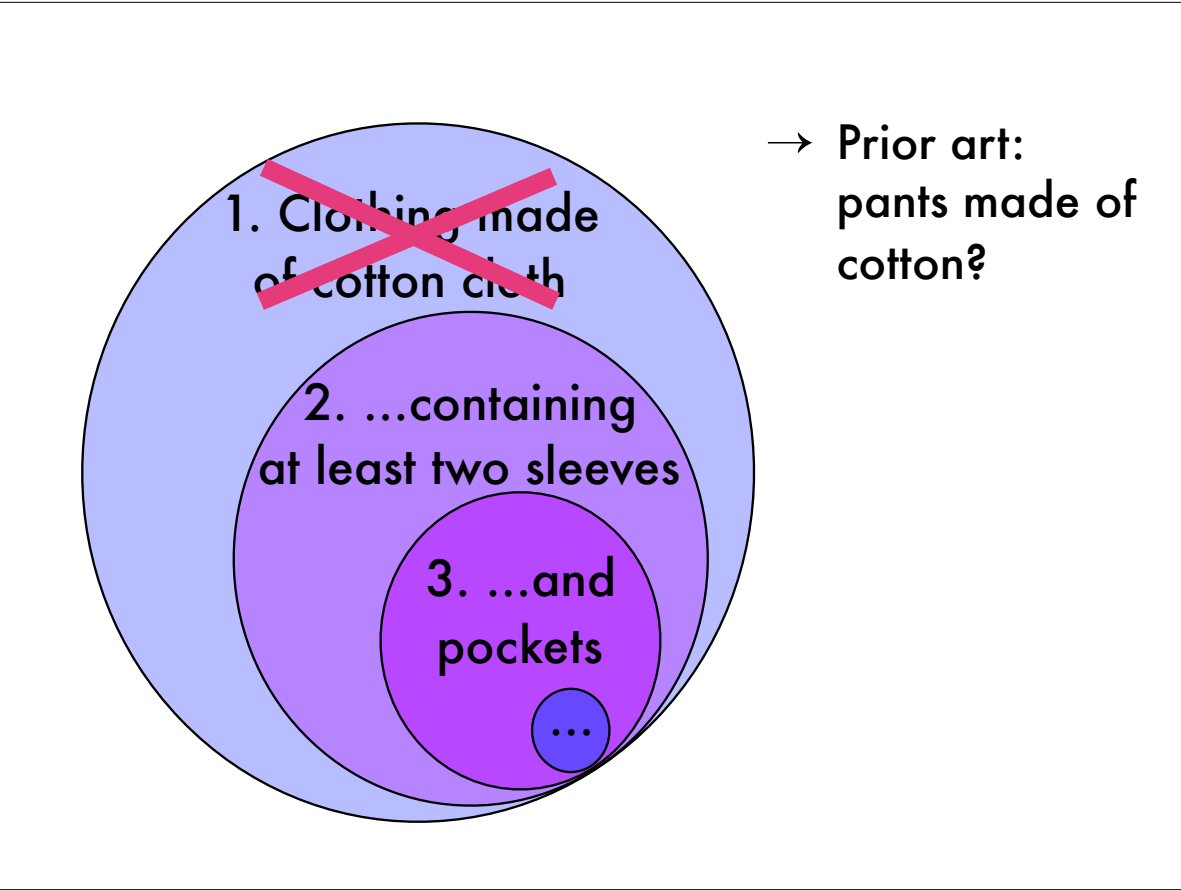 1. Clothing made
of cotton cloth
2. ...containing
at least two sleeves
3. ...and
pockets
...
→ Prior art:
pants made of
cotton?